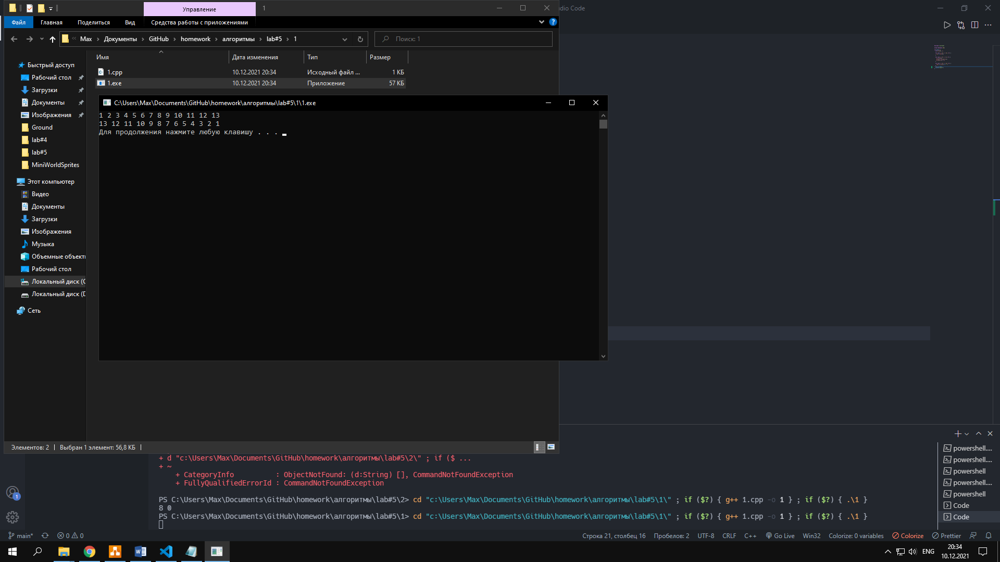 Управление
1
dio Code
Файл
Главная
Поделиться
Вид
Средства работы с приложениями
?
« Max › Документы › GitHub › homework › алгоритмы › lab#5 › 1
Поиск: 1
Имя
Дата изменения
Тип
Размер
1.cpp 10.12.2021 20:34 Исходный файл ... 1 КБ
1.exe 10.12.2021 20:34 Приложение 57 КБ
Быстрый доступ
Рабочий стол
Загрузки
Документы
Изображения
Ground
lab#4
lab#5
MiniWorldSprites
Этот компьютер
Видео
Документы
Загрузки
Изображения
Музыка
Объемные объект
Рабочий стол
Локальный диск (C
Локальный диск (D
Сеть
C:\Users\Max\Documents\GitHub\homework\алгоритмы\lab#5\1\1.exe
1 2 3 4 5 6 7 8 9 10 11 12 13
13 12 11 10 9 8 7 6 5 4 3 2 1
Для продолжения нажмите любую клавишу . . .
Элементов: 2
Выбран 1 элемент: 56,8 КБ
+ d "c:\Users\Max\Documents\GitHub\homework\алгоритмы\lab#5\2\" ; if ($ ...
+ ~
+ CategoryInfo : ObjectNotFound: (d:String) [], CommandNotFoundException
+ FullyQualifiedErrorId : CommandNotFoundException
PS C:\Users\Max\Documents\GitHub\homework\алгоритмы\lab#5\2> cd "c:\Users\Max\Documents\GitHub\homework\алгоритмы\lab#5\1\" ; if ($?) { g++ 1.cpp -o 1 } ; if ($?) { .\1 }
8 0
PS C:\Users\Max\Documents\GitHub\homework\алгоритмы\lab#5\1> cd "c:\Users\Max\Documents\GitHub\homework\алгоритмы\lab#5\1\" ; if ($?) { g++ 1.cpp -o 1 } ; if ($?) { .\1 }
powershell....
powershell....
powershell
powershell....
powershell
Code
Code
1
main*
0
0
Строка 21, столбец 16
Пробелов: 2
UTF-8
CRLF
C++
Go Live
Win32
Colorize: 0 variables
Colorize
Prettier
ENG
20:34
10.12.2021